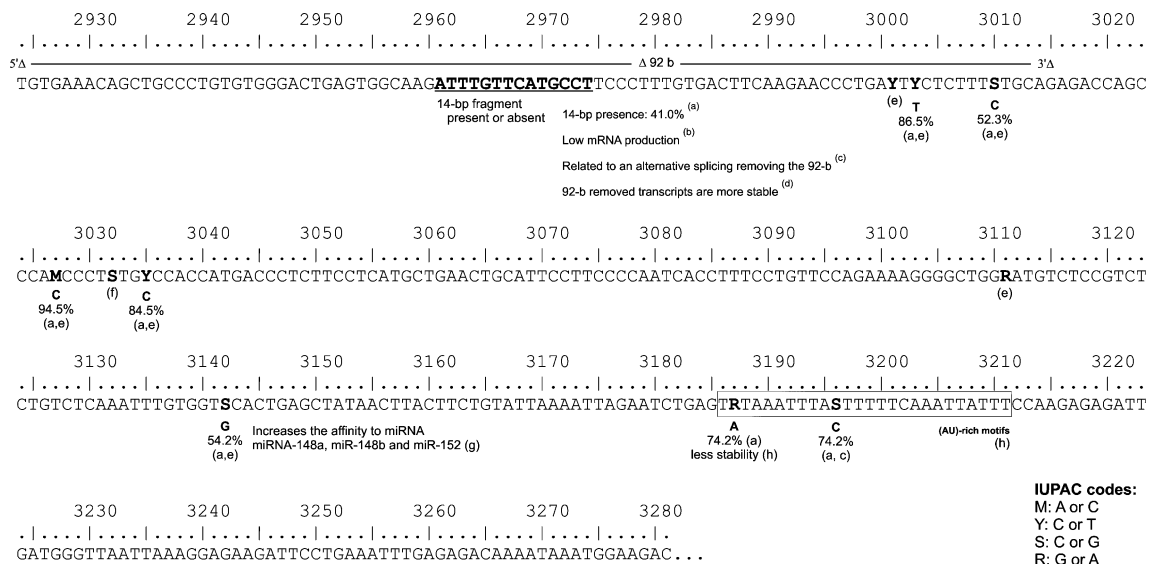 2930 2940 2950 2960 2970 2980 2990 3000 3010 3020
5'Δ Δ 92 b 3'Δ
TGTGAAACAGCTGCCCTGTGTGGGACTGAGTGGCAAGATTTGTTCATGCCTTCCCTTTGTGACTTCAAGAACCCTGAYTYCTCTTTSTGCAGAGACCAGC
14-bp fragment
present or absent
14-bp presence: 41.0% (a)
Low mRNA production (b)
Related to an alternative splicing removing the 92-b (c)
92-b removed transcripts are more stable (d)
(e)
T
86.5%
(a,e)
C
52.3%
(a,e)
3030 3040 3050 3060 3070 3080 3090 3100 3110 3120
CCAMCCCTSTGYCCACCATGACCCTCTTCCTCATGCTGAACTGCATTCCTTCCCCAATCACCTTTCCTGTTCCAGAAAAGGGGCTGGRATGTCTCCGTCT
C
94.5%
(a,e)
(f)
C
84.5%
(a,e)
(e)
3130 3140 3150 3160 3170 3180 3190 3200 3210 3220
CTGTCTCAAATTTGTGGTSCACTGAGCTATAACTTACTTCTGTATTAAAATTAGAATCTGAGTRTAAATTTASTTTTTCAAATTATTTCCAAGAGAGATT
G
54.2%
(a,e)
Increases the affinity to miRNA
miRNA-148a, miR-148b and miR-152 (g)
A
74.2% (a)
less stability (h)
C
74.2%
(a, c)
(AU)-rich motifs
(h)
3230 3240 3250 3260 3270 3280
GATGGGTTAATTAAAGGAGAAGATTCCTGAAATTTGAGAGACAAAATAAATGGAAGAC...
IUPAC codes:
M: A or C
Y: C or T
S: C or G
R: G or A